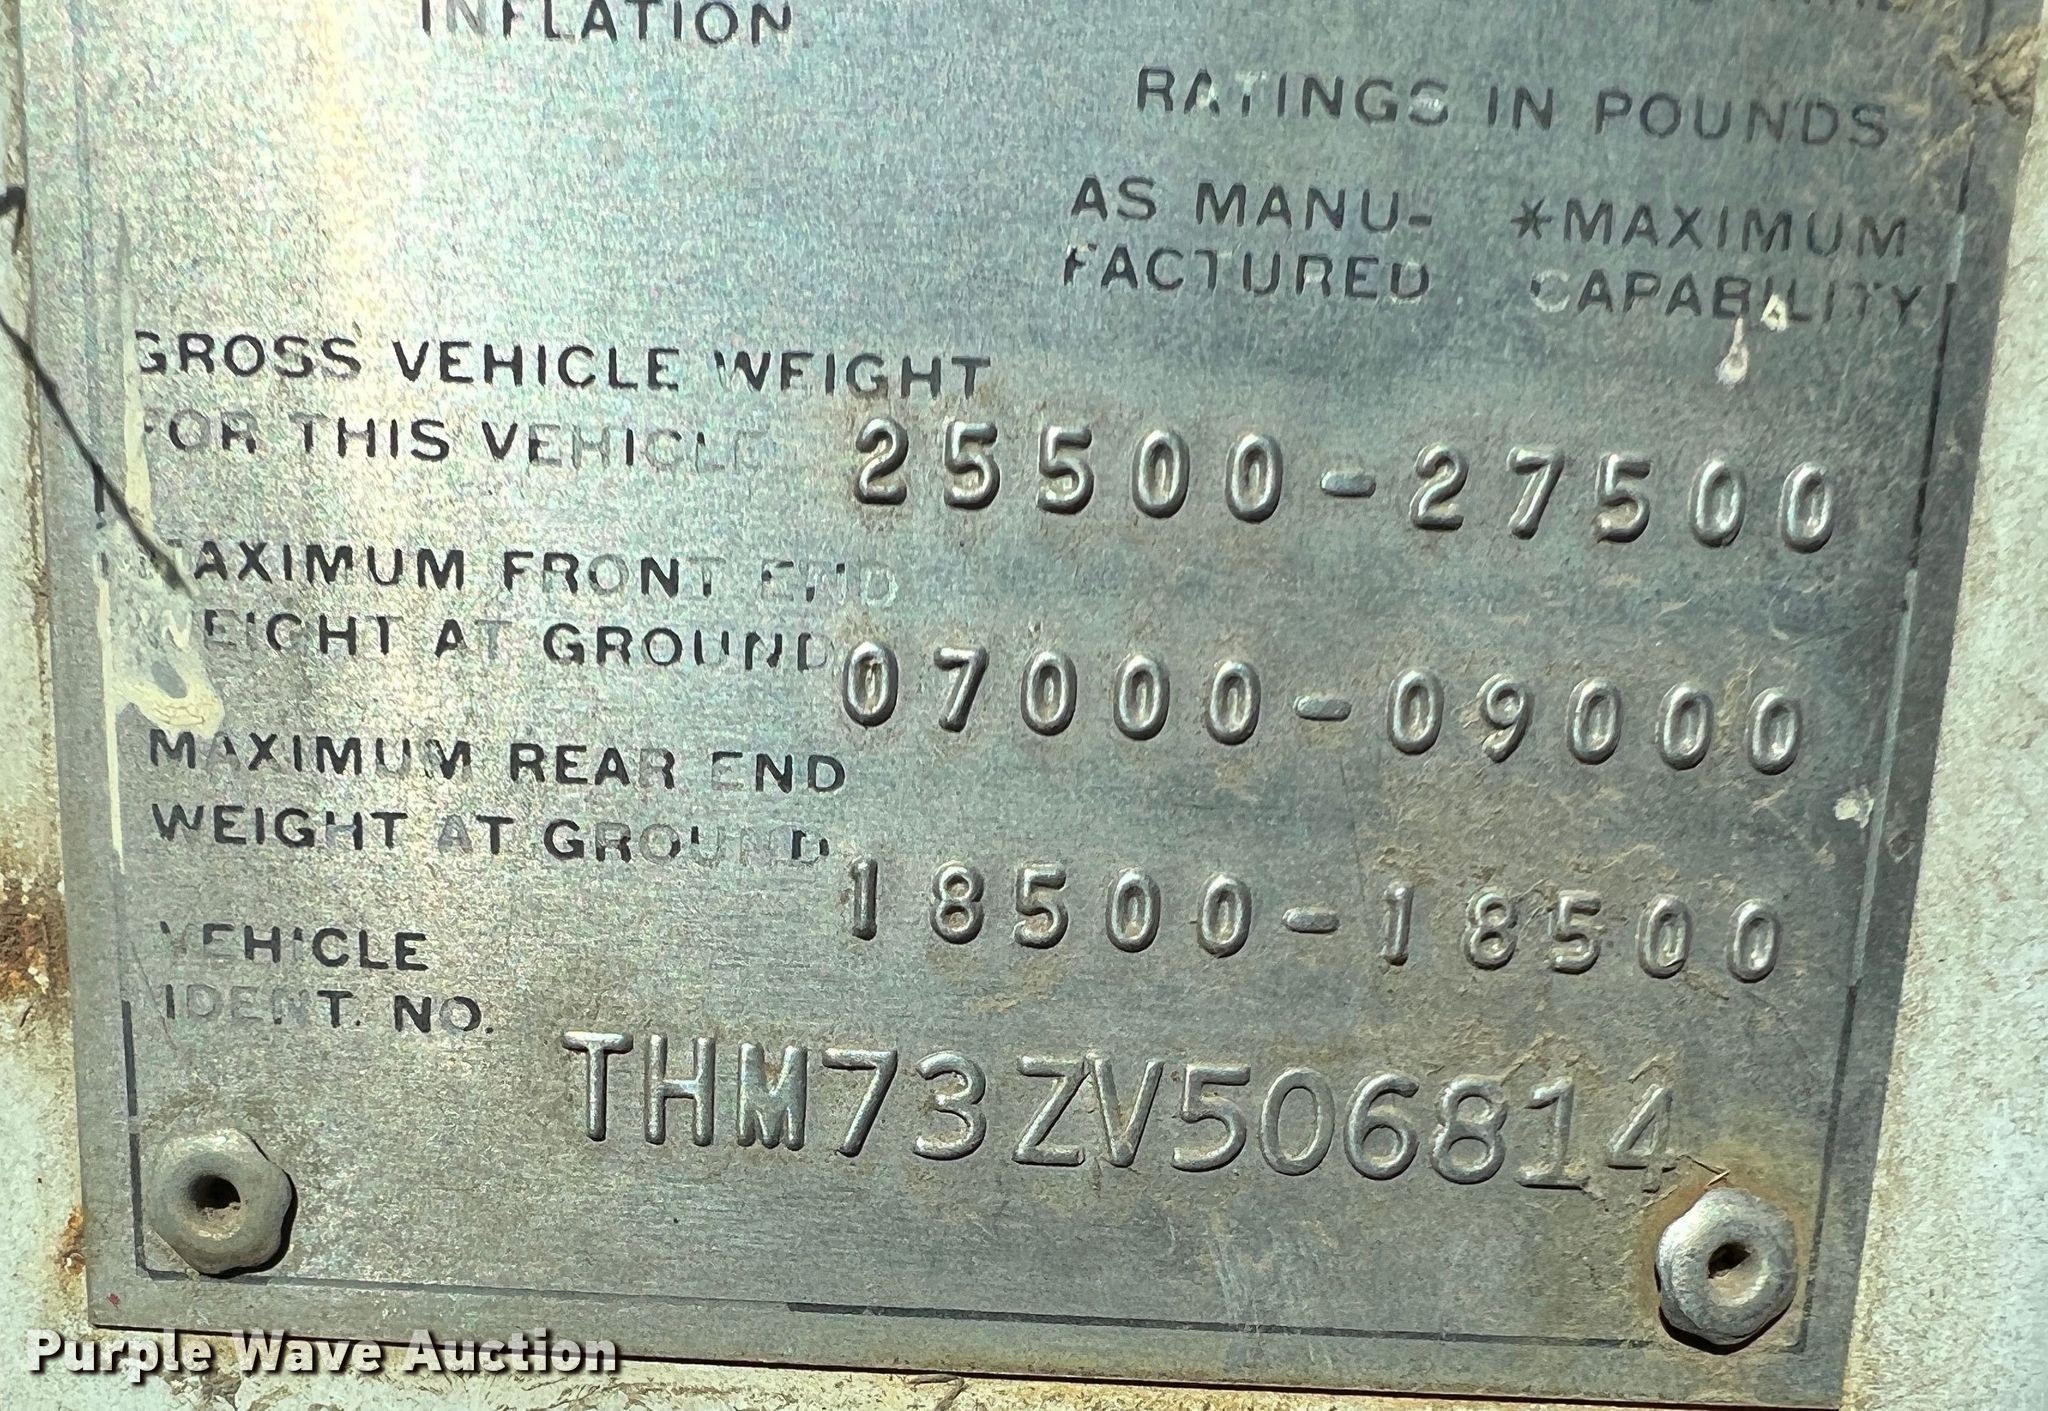 INFLATION
RATINGS IN POUNDS
AS MANU- *MAXIMUM
FACTURED CAPABILITY
GROSS VEHICLE WEIGHT
FOR THIS VEHICLE 25500-27500
MAXIMUM FRONT END
WEIGHT AT GROUND 07000-09000
MAXIMUM REAR END
WEIGHT AT GROUND 18500-18500
VEHICLE
IDENT. NO. THM73ZV506814
Purple Wave Auction